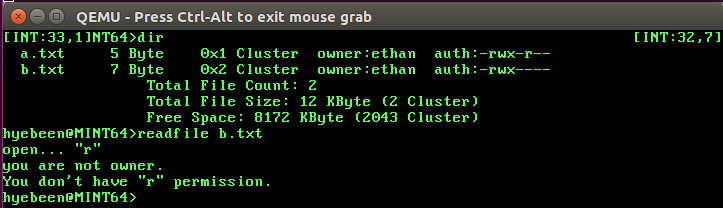 QEMU - Press Ctrl-Alt to exit mouse grab
[INT:33,1]NT64>dir [INT:32,7]
a.txt 5 Byte 0x1 Cluster owner:ethan auth:-rwx-r--
b.txt 7 Byte 0x2 Cluster owner:ethan auth:-rwx----
Total File Count: 2
Total File Size: 12 KByte (2 Cluster)
Free Space: 8172 KByte (2043 Cluster)
hyebeen@MINT64>readfile b.txt
open... "r"
you are not owner.
You don't have "r" permission.
hyebeen@MINT64>